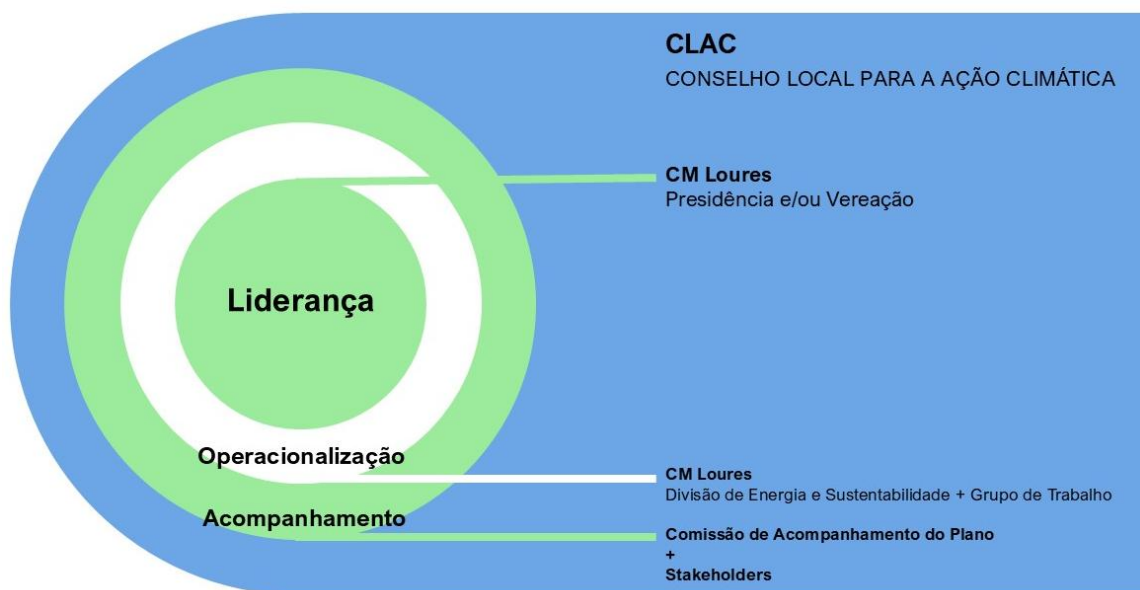 CLAC
CONSELHO LOCAL PARA A AÇÃO CLIMÁTICA
CM Loures
Presidência e/ou Vereação
Liderança
Operacionalização
CM Loures
Divisão de Energia e Sustentabilidade + Grupo de Trabalho
Acompanhamento
Comissão de Acompanhamento do Plano
+
Stakeholders